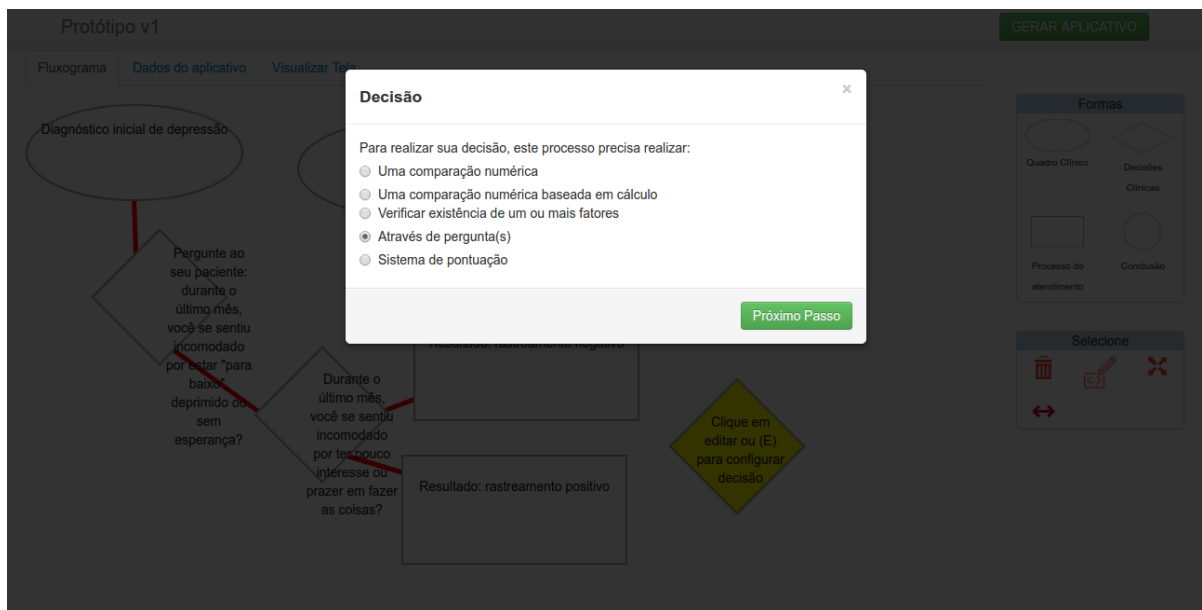 Protótipo v1
GERAR APLICATIVO
Fluxograma
Dados do aplicativo
Visualizar Tela
Decisão
×
Para realizar sua decisão, este processo precisa realizar:
Uma comparação numérica
Uma comparação numérica baseada em cálculo
Verificar existência de um ou mais fatores
Através de pergunta(s)
Sistema de pontuação
Próximo Passo
Diagnóstico inicial de depressão
Pergunte ao
seu paciente:
durante o
último mês,
você se sentiu
incomodado
por estar "para
baixo"
deprimido ou
sem
esperança?
Durante o
último mês,
você se sentiu
incomodado
por ter pouco
interesse ou
prazer em fazer
as coisas?
Resultado: rastreamento negativo
Resultado: rastreamento positivo
Clique em
editar ou (E)
para configurar
decisão
Formas
Quadro Clínico
Decisões
Clínicas
Processo do
atendimento
Conclusão
Selecione